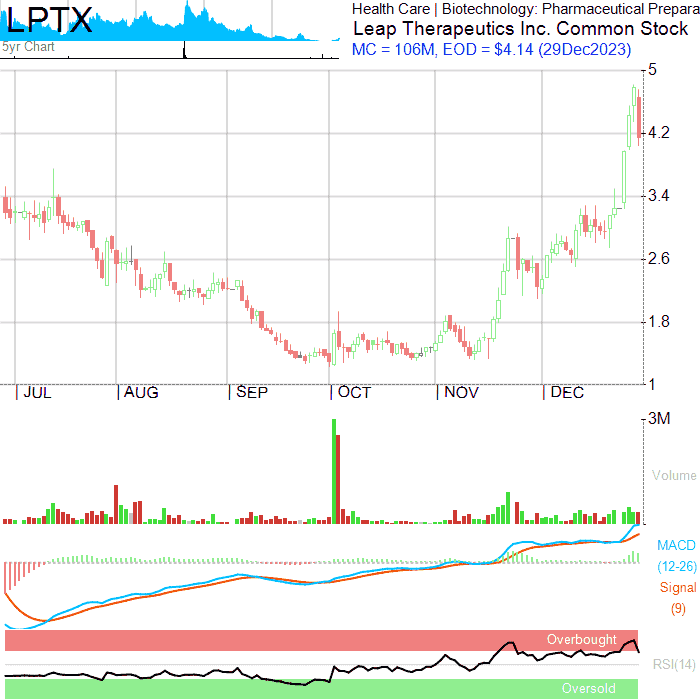 LPTX
Health Care | Biotechnology: Pharmaceutical Prepara
Leap Therapeutics Inc. Common Stock
5yr Chart
MC = 106M, EOD = $4.14 (29Dec2023)
5
4.2
3.4
2.6
1.8
1
| JUL | AUG | SEP | OCT | NOV | DEC
3M
Volume
MACD
(12-26)
Signal
(9)
Overbought
RSI(14)
Oversold